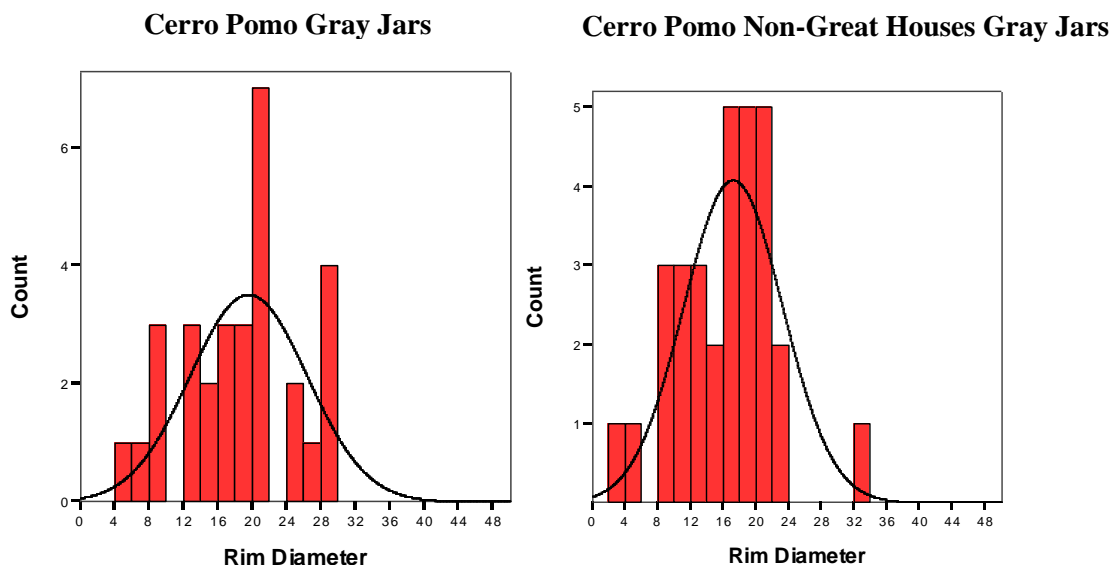 Cerro Pomo Gray Jars
6
4
2
0
Count
0 4 8 12 16 20 24 28 32 36 40 44 48
Rim Diameter
Cerro Pomo Non-Great Houses Gray Jars
5
4
3
2
1
Count
0 4 8 12 16 20 24 28 32 36 40 44 48
Rim Diameter